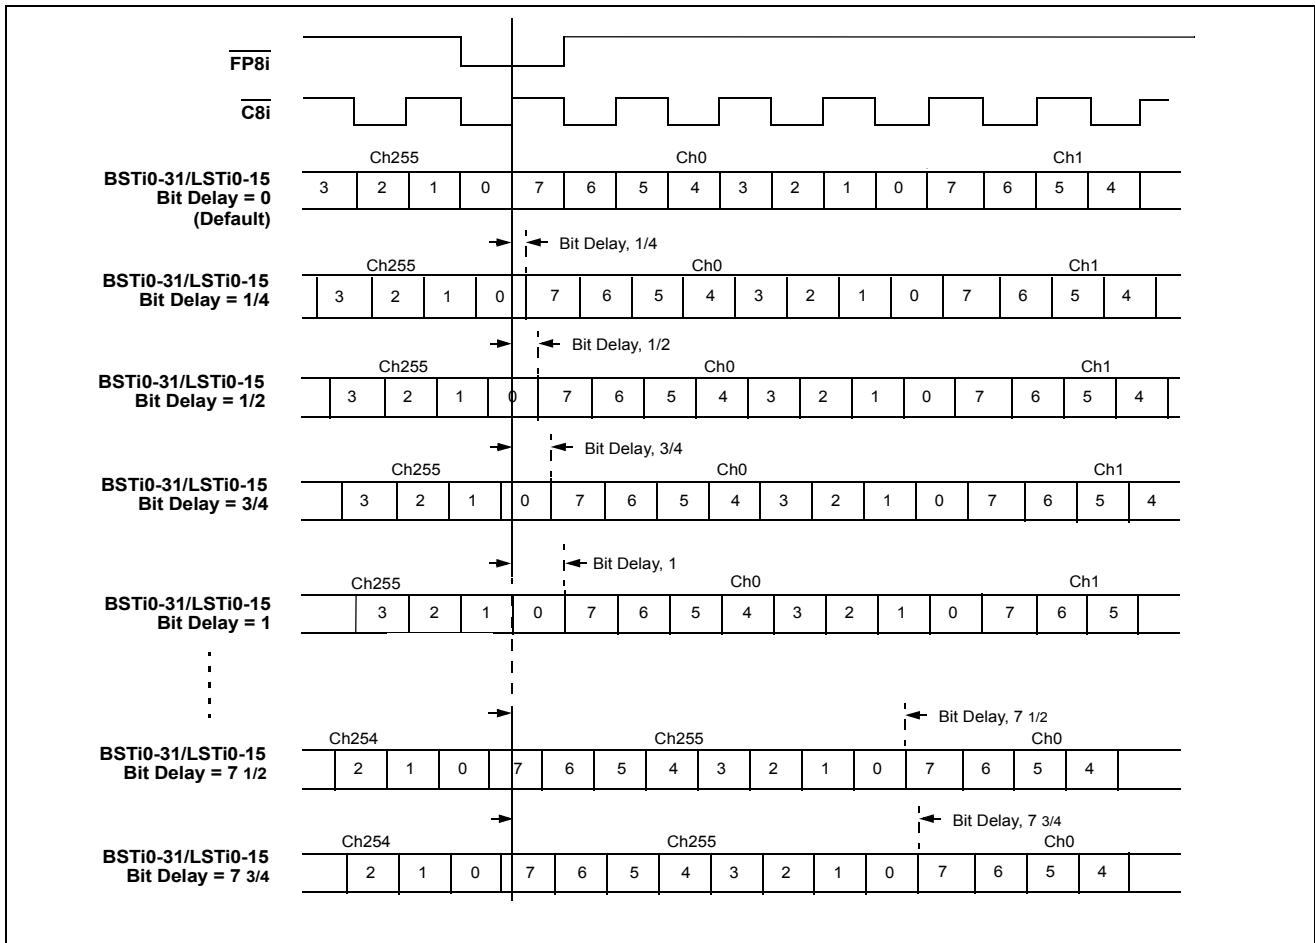 FP8i
C8i
Ch255 Ch0 Ch1
BSTi0-31/LSTi0-15
Bit Delay = 0
(Default)
3 2 1 0 7 6 5 4 3 2 1 0 7 6 5 4
Bit Delay, 1/4
Ch255 Ch0 Ch1
BSTi0-31/LSTi0-15
Bit Delay = 1/4
3 2 1 0 7 6 5 4 3 2 1 0 7 6 5 4
Bit Delay, 1/2
Ch255 Ch0 Ch1
BSTi0-31/LSTi0-15
Bit Delay = 1/2
3 2 1 0 7 6 5 4 3 2 1 0 7 6 5 4
Bit Delay, 3/4
Ch255 Ch0 Ch1
BSTi0-31/LSTi0-15
Bit Delay = 3/4
3 2 1 0 7 6 5 4 3 2 1 0 7 6 5 4
Bit Delay, 1
Ch255 Ch0 Ch1
BSTi0-31/LSTi0-15
Bit Delay = 1
3 2 1 0 7 6 5 4 3 2 1 0 7 6 5
Bit Delay, 7 1/2
Ch254 Ch255 Ch0
BSTi0-31/LSTi0-15
Bit Delay = 7 1/2
2 1 0 7 6 5 4 3 2 1 0 7 6 5 4
Bit Delay, 7 3/4
Ch254 Ch255 Ch0
BSTi0-31/LSTi0-15
Bit Delay = 7 3/4
2 1 0 7 6 5 4 3 2 1 0 7 6 5 4